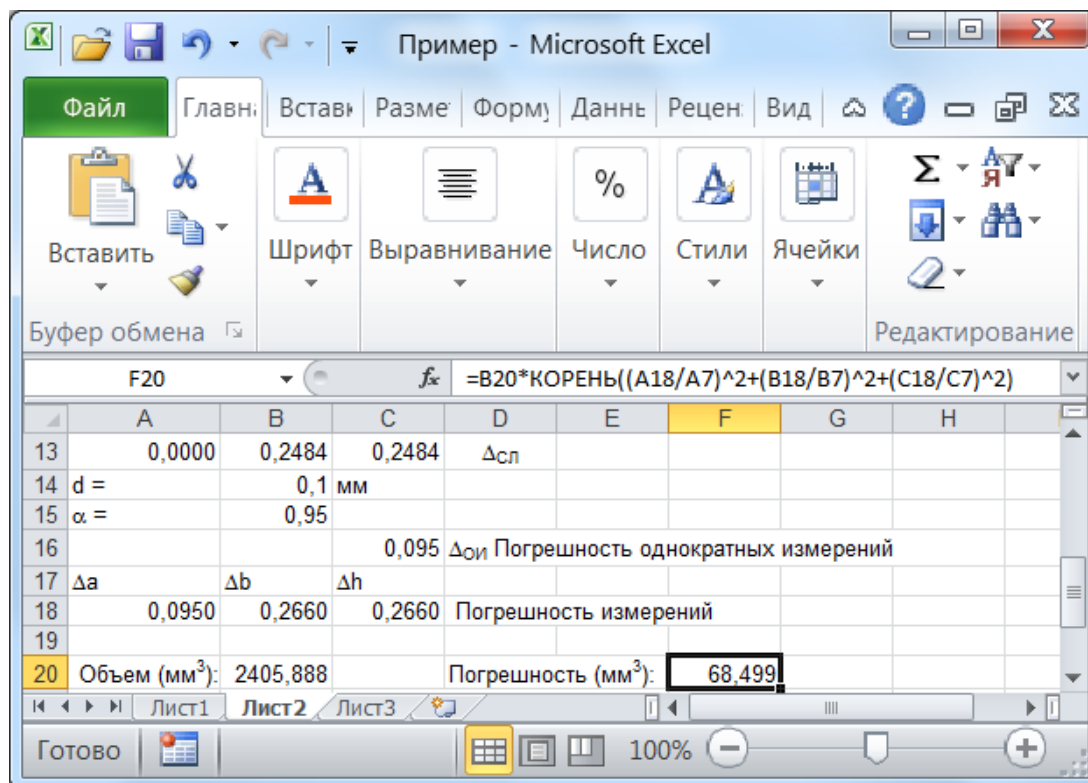 Пример - Microsoft Excel
Файл Главн Встав Разме Форму Даннь Рецен Вид
Вставить Шрифт Выравнивание Число Стили Ячейки Σ А Я
A % A
Буфер обмена Редактирование
F20 fx =B20*КОРЕНЬ((A18/A7)^2+(B18/B7)^2+(C18/C7)^2)
A B C D E F G H
13 0,0000 0,2484 0,2484 Δсл
14 d = 0,1 мм
15 α = 0,95
16 0,095 ΔОИ Погрешность однократных измерений
17 Δa Δb Δh
18 0,0950 0,2660 0,2660 Погрешность измерений
19
20 Объем (мм³): 2405,888 Погрешность (мм³): 68,499
Лист1 Лист2 Лист3
Готово 100%